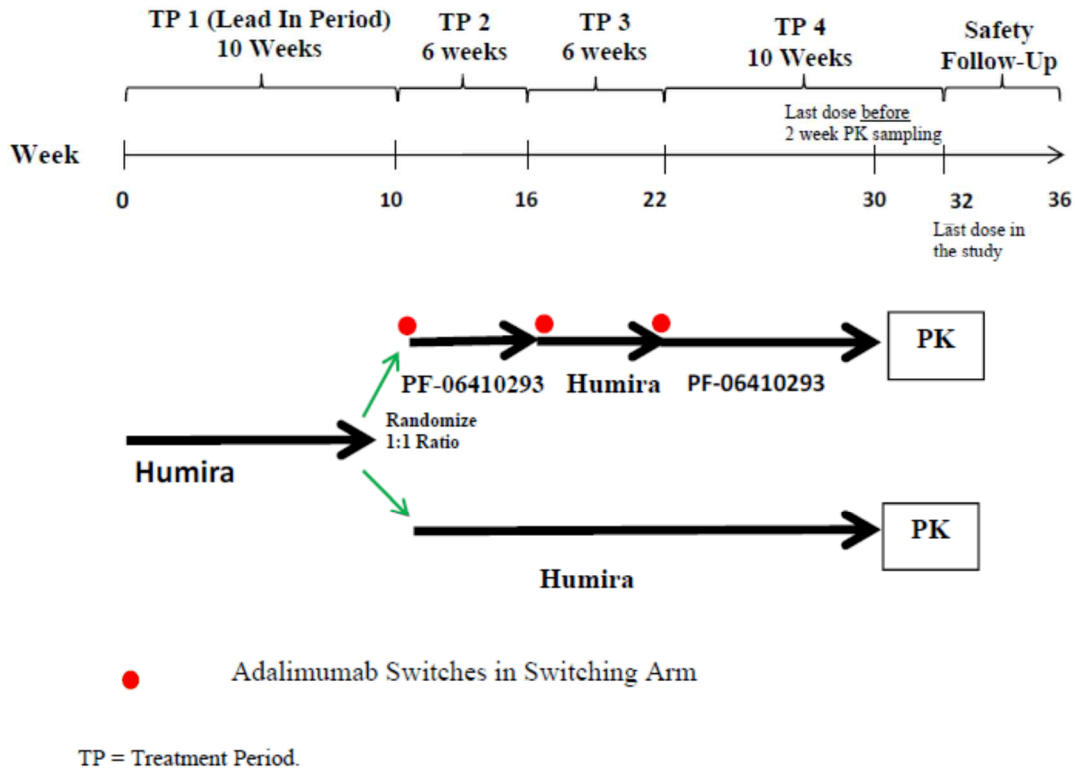 TP 1 (Lead In Period)
10 Weeks
TP 2
6 weeks
TP 3
6 weeks
TP 4
10 Weeks
Safety
Follow-Up
Last dose before
2 week PK sampling
Week
0
10
16
22
30
32
36
Last dose in
the study
PF-06410293
Humira
PF-06410293
PK
Randomize
1:1 Ratio
Humira
PK
Humira
Adalimumab Switches in Switching Arm
TP = Treatment Period.